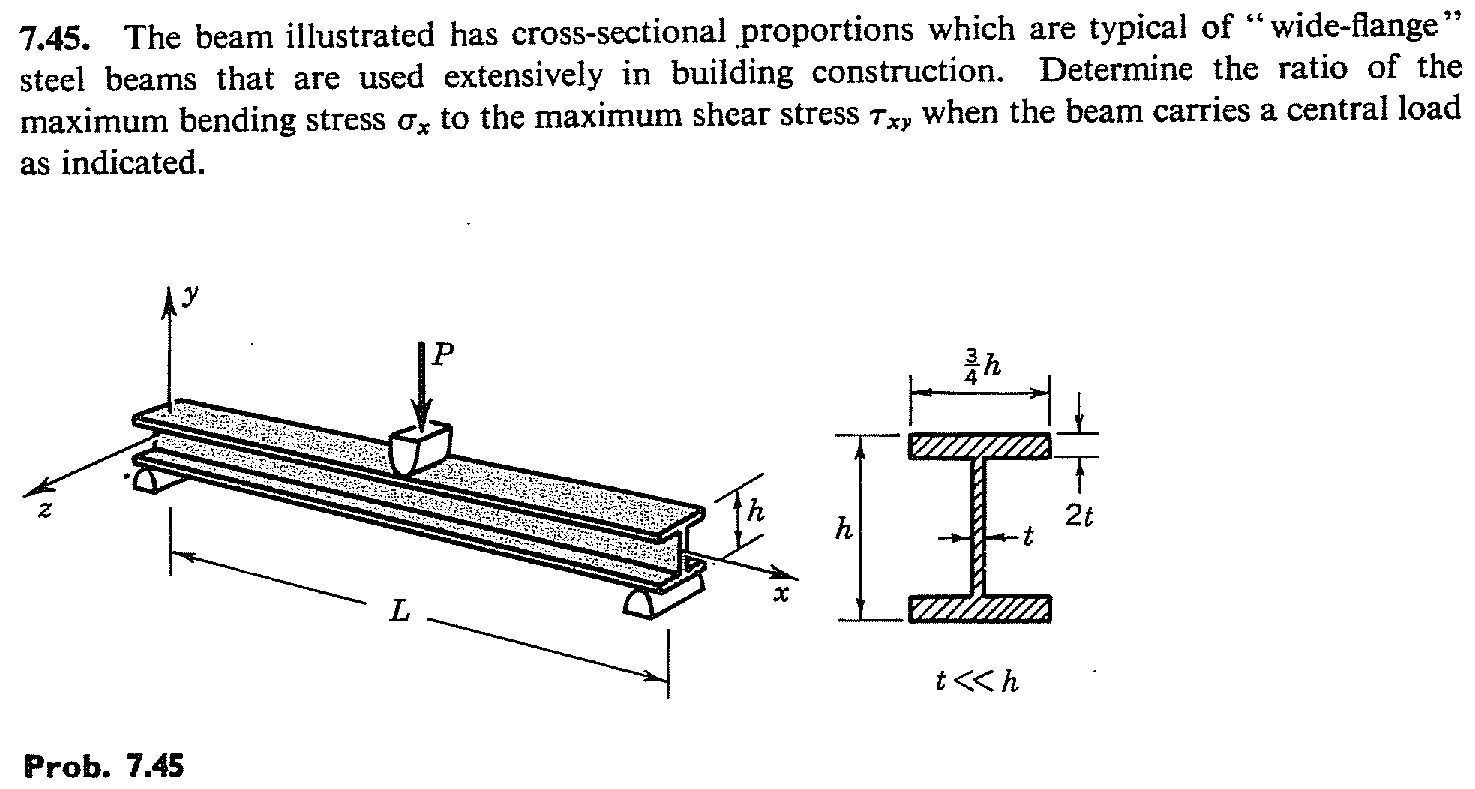 7.45. The beam illustrated has cross-sectional proportions which are typical of “wide-flange”
steel beams that are used extensively in building construction. Determine the ratio of the
maximum bending stress σx to the maximum shear stress τxy when the beam carries a central load
as indicated.
y
P
z
h
x
L
3/4 h
h
2t
t
t << h
Prob. 7.45